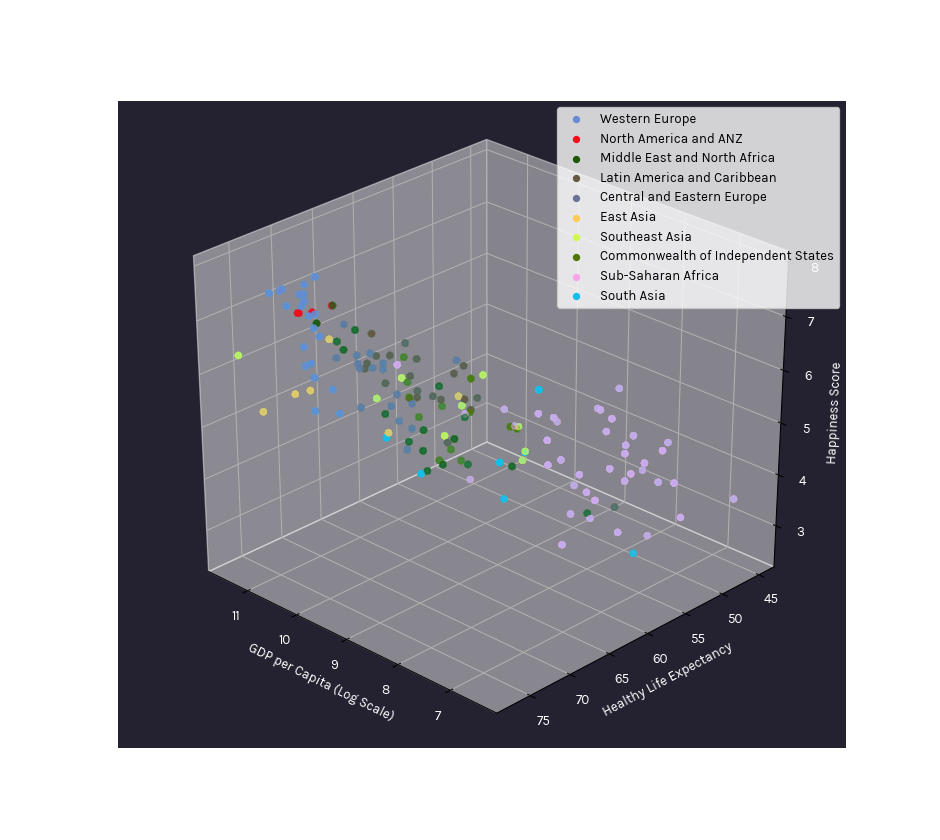 Western Europe
North America and ANZ
Middle East and North Africa
Latin America and Caribbean
Central and Eastern Europe
East Asia
Southeast Asia
Commonwealth of Independent States
Sub-Saharan Africa
South Asia
8
7
6
5
4
3
Happiness Score
11
10
9
8
7
GDP per Capita (Log Scale)
45
50
55
60
65
70
75
Healthy Life Expectancy